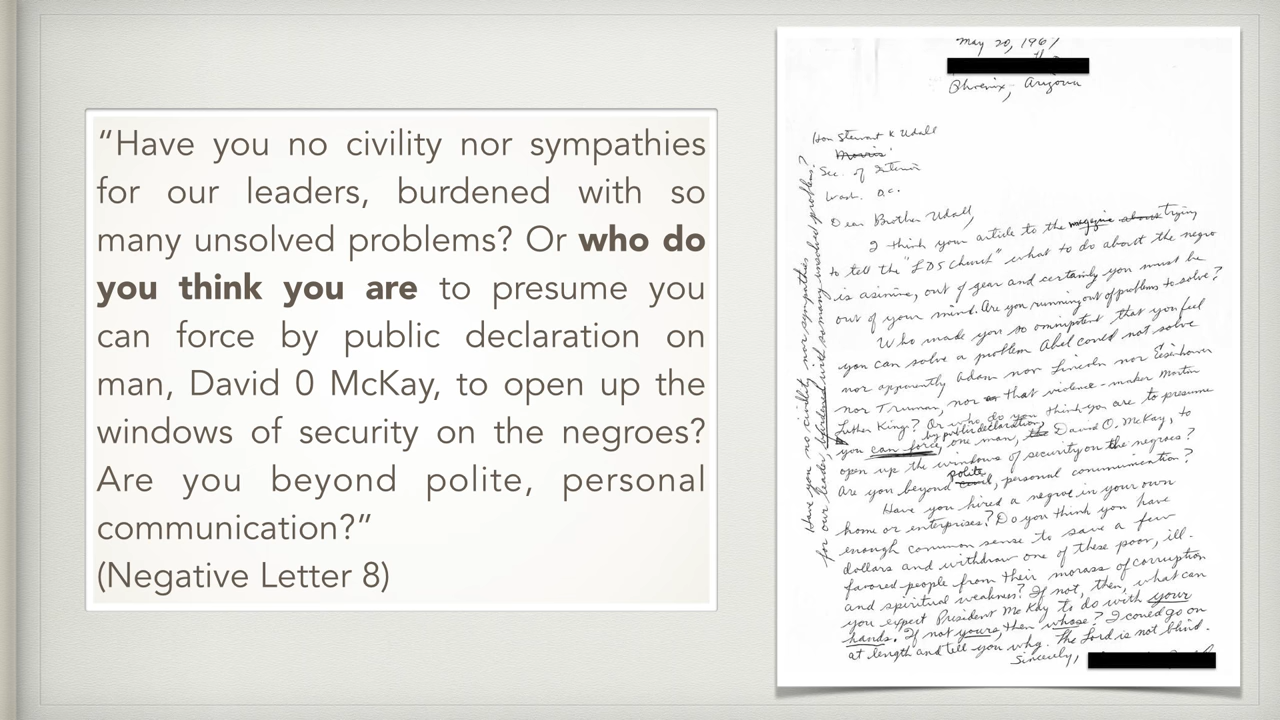 “Have you no civility nor sympathies
for our leaders, burdened with so
many unsolved problems? Or who do
you think you are to presume you
can force by public declaration on
man, David 0 McKay, to open up the
windows of security on the negroes?
Are you beyond polite, personal
communication?”
(Negative Letter 8)
May 20, 1967
Phoenix, Arizona
Hon Stewart K Udall
Morris
Sec. of Interior
Wash. D.C.
Dear Brother Udall,
I think your article to the magazine about trying
to tell the "LDS Church" what to do about the negro
is asinine, out of gear and certainly you must be
out of your mind. Are you running out of problems to solve?
Who made you so omnipotent that you feel
you can solve a problem Abel could not solve
nor apparently Adam nor Lincoln nor Eisenhower
nor Truman, nor that violence-maker Martin
Luther King? Or who do you think you are to presume
by public declaration
you can force, one man, David O. McKay, to
open up the windows of security on the negroes?
polite
Are you beyond , personal communication?
Have you hired a negroe in your own
home or enterprises? Do you think you have
enough common sense to save a few
dollars and withdraw one of these poor, ill-
favored people from their morass of corruption
and spiritual weakness? If not, then, what can
you expect President McKay to do with your
hands. If not yours, then whose? I could go on
at length and tell you why. The Lord is not blind.
Sincerely,
Have you no civility nor sympathies
for our leader, burdened with so many unsolved problems?